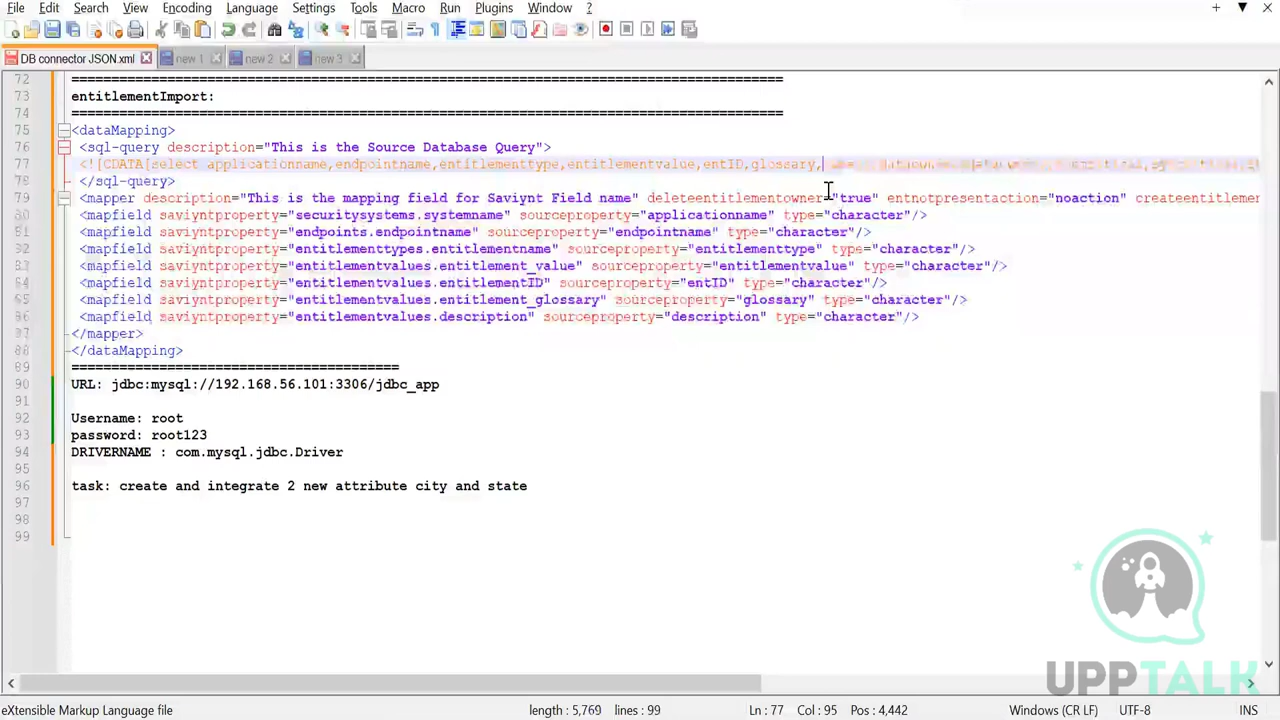 File Edit Search View Encoding Language Settings Tools Macro Run Plugins Window ?
DB connector JSON.xml new 1 new 2 new 3
72 =========================================================================================
73 entitlementImport:
74 =========================================================================================
75 <dataMapping>
76 <sql-query description="This is the Source Database Query">
77 <![CDATA[select applicationname,endpointname,entitlementtype,entitlementvalue,entID,glossary,
78 </sql-query>
79 <mapper description="This is the mapping field for Saviynt Field name" deleteentitlementowner="true" entnotpresentaction="noaction" createentitlemen
80 <mapfield saviyntproperty="securitysystems.systemname" sourceproperty="applicationname" type="character"/>
81 <mapfield saviyntproperty="endpoints.endpointname" sourceproperty="endpointname" type="character"/>
82 <mapfield saviyntproperty="entitlementtypes.entitlementname" sourceproperty="entitlementtype" type="character"/>
83 <mapfield saviyntproperty="entitlementvalues.entitlement_value" sourceproperty="entitlementvalue" type="character"/>
84 <mapfield saviyntproperty="entitlementvalues.entitlementID" sourceproperty="entID" type="character"/>
85 <mapfield saviyntproperty="entitlementvalues.entitlement_glossary" sourceproperty="glossary" type="character"/>
86 <mapfield saviyntproperty="entitlementvalues.description" sourceproperty="description" type="character"/>
87 </mapper>
88 </dataMapping>
89 =========================================
90 URL: jdbc:mysql://192.168.56.101:3306/jdbc_app
91
92 Username: root
93 password: root123
94 DRIVERNAME : com.mysql.jdbc.Driver
95
96 task: create and integrate 2 new attribute city and state
97
98
99
UPPTALK
eXtensible Markup Language file length : 5,769 lines : 99 Ln : 77 Col : 95 Pos : 4,442 Windows (CR LF) UTF-8 INS